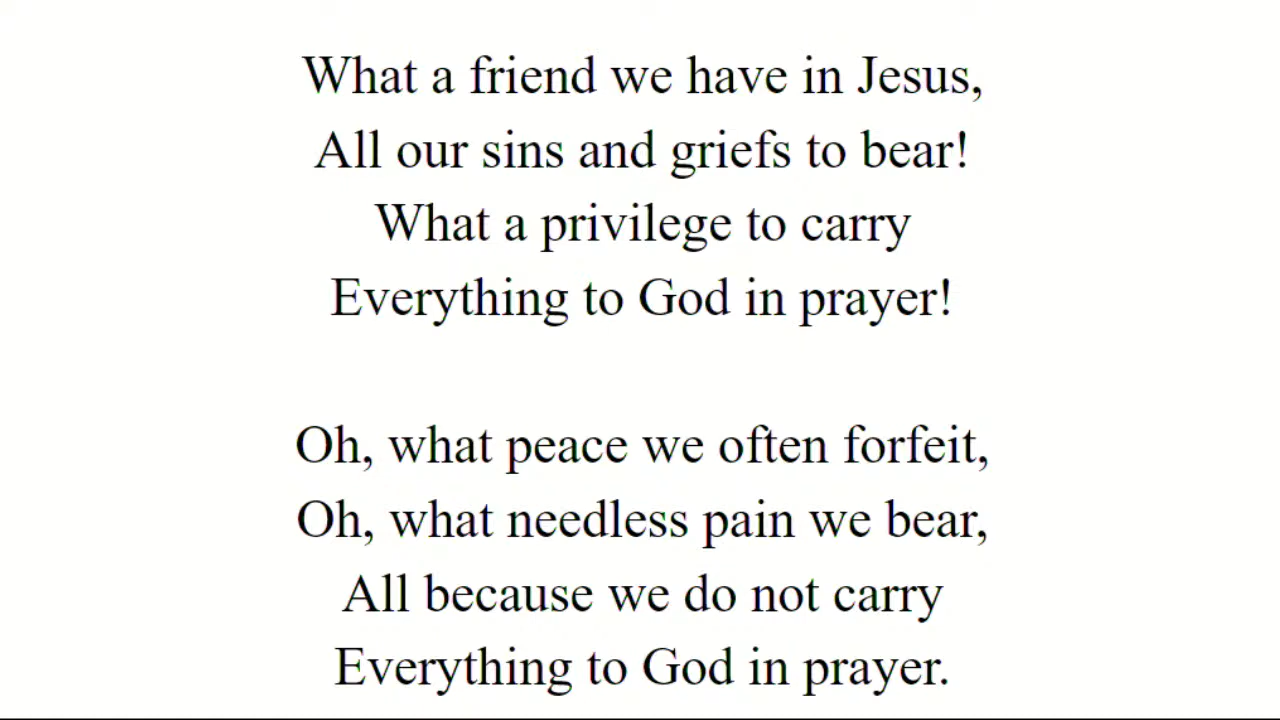 What a friend we have in Jesus,
All our sins and griefs to bear!
What a privilege to carry
Everything to God in prayer!
Oh, what peace we often forfeit,
Oh, what needless pain we bear,
All because we do not carry
Everything to God in prayer.